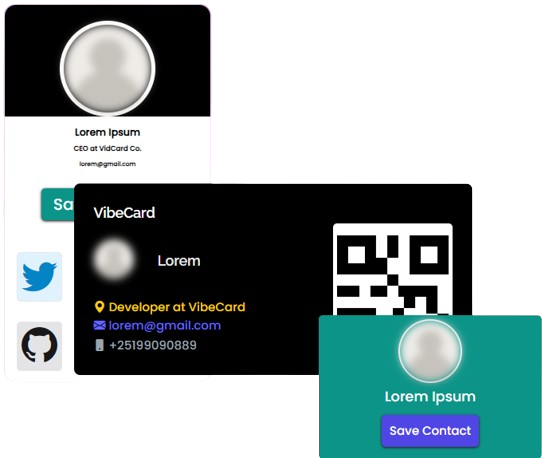 Lorem Ipsum
CEO at VidCard Co.
lorem@gmail.com
Sa
VibeCard
Lorem
Developer at VibeCard
lorem@gmail.com
+25199090889
Lorem Ipsum
Save Contact